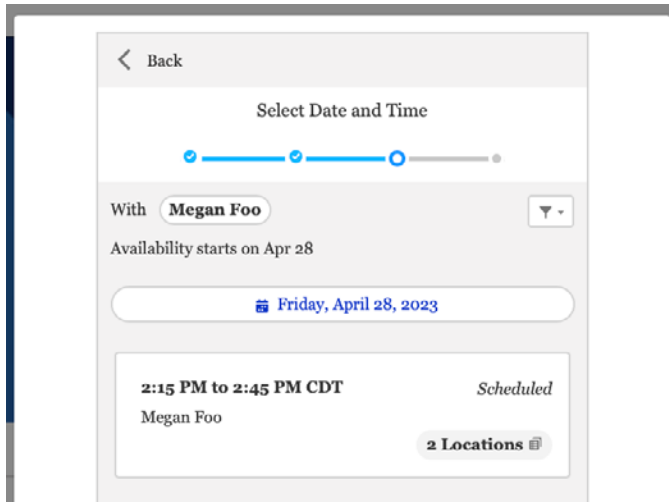 Back
Select Date and Time
With Megan Foo
Availability starts on Apr 28
Friday, April 28, 2023
2:15 PM to 2:45 PM CDT Scheduled
Megan Foo
2 Locations